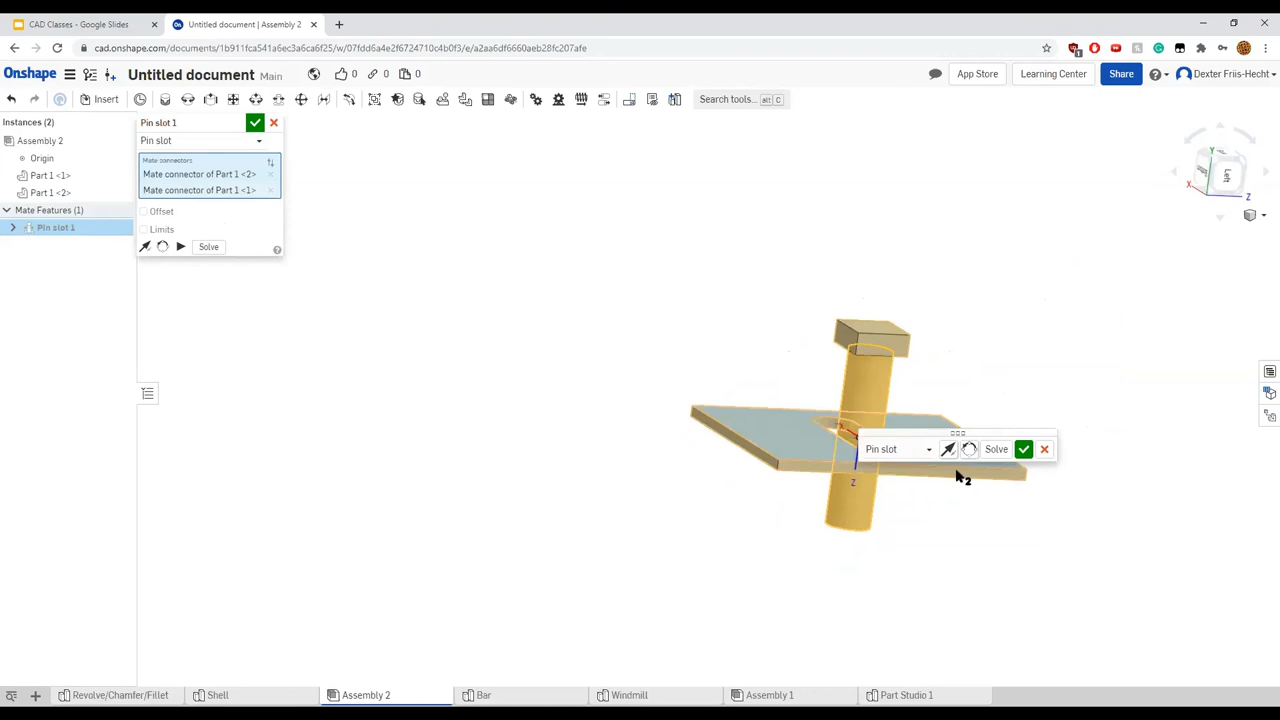 CAD Classes - Google Slides
On
Untitled document | Assembly 2
cad.onshape.com/documents/1b911fca541a6ec3a6ca6f25/w/07fdd6a4e2f6724710c4b0f3/e/a2aa6df6660aeb28fc207afe
Onshape
Untitled document
Main
0
0
0
App Store
Learning Center
Share
Dexter Friis-Hecht
Insert
Search tools...
alt
C
Instances (2)
Assembly 2
Origin
Part 1 <1>
Part 1 <2>
Mate Features (1)
Pin slot 1
Pin slot 1
Pin slot
Mate connectors
Mate connector of Part 1 <2>
Mate connector of Part 1 <1>
Offset
Limits
Solve
Y
Left
X
Z
Pin slot
Solve
Z
2
Revolve/Chamfer/Fillet
Shell
Assembly 2
Bar
Windmill
Assembly 1
Part Studio 1